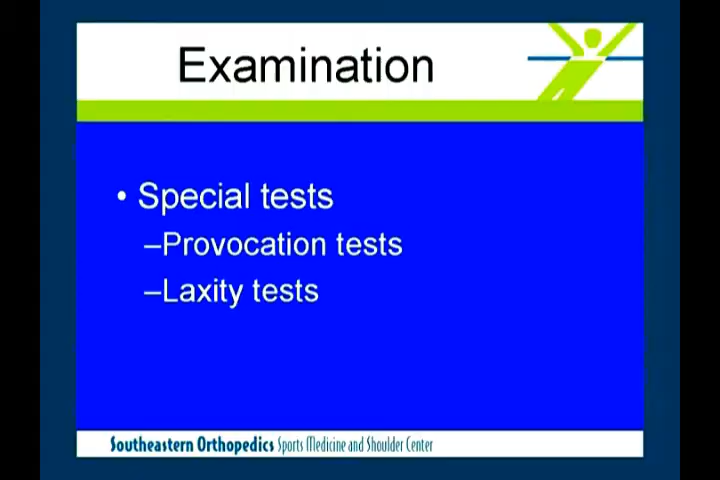 Examination
• Special tests
–Provocation tests
–Laxity tests
Southeastern Orthopedics Sports Medicine and Shoulder Center